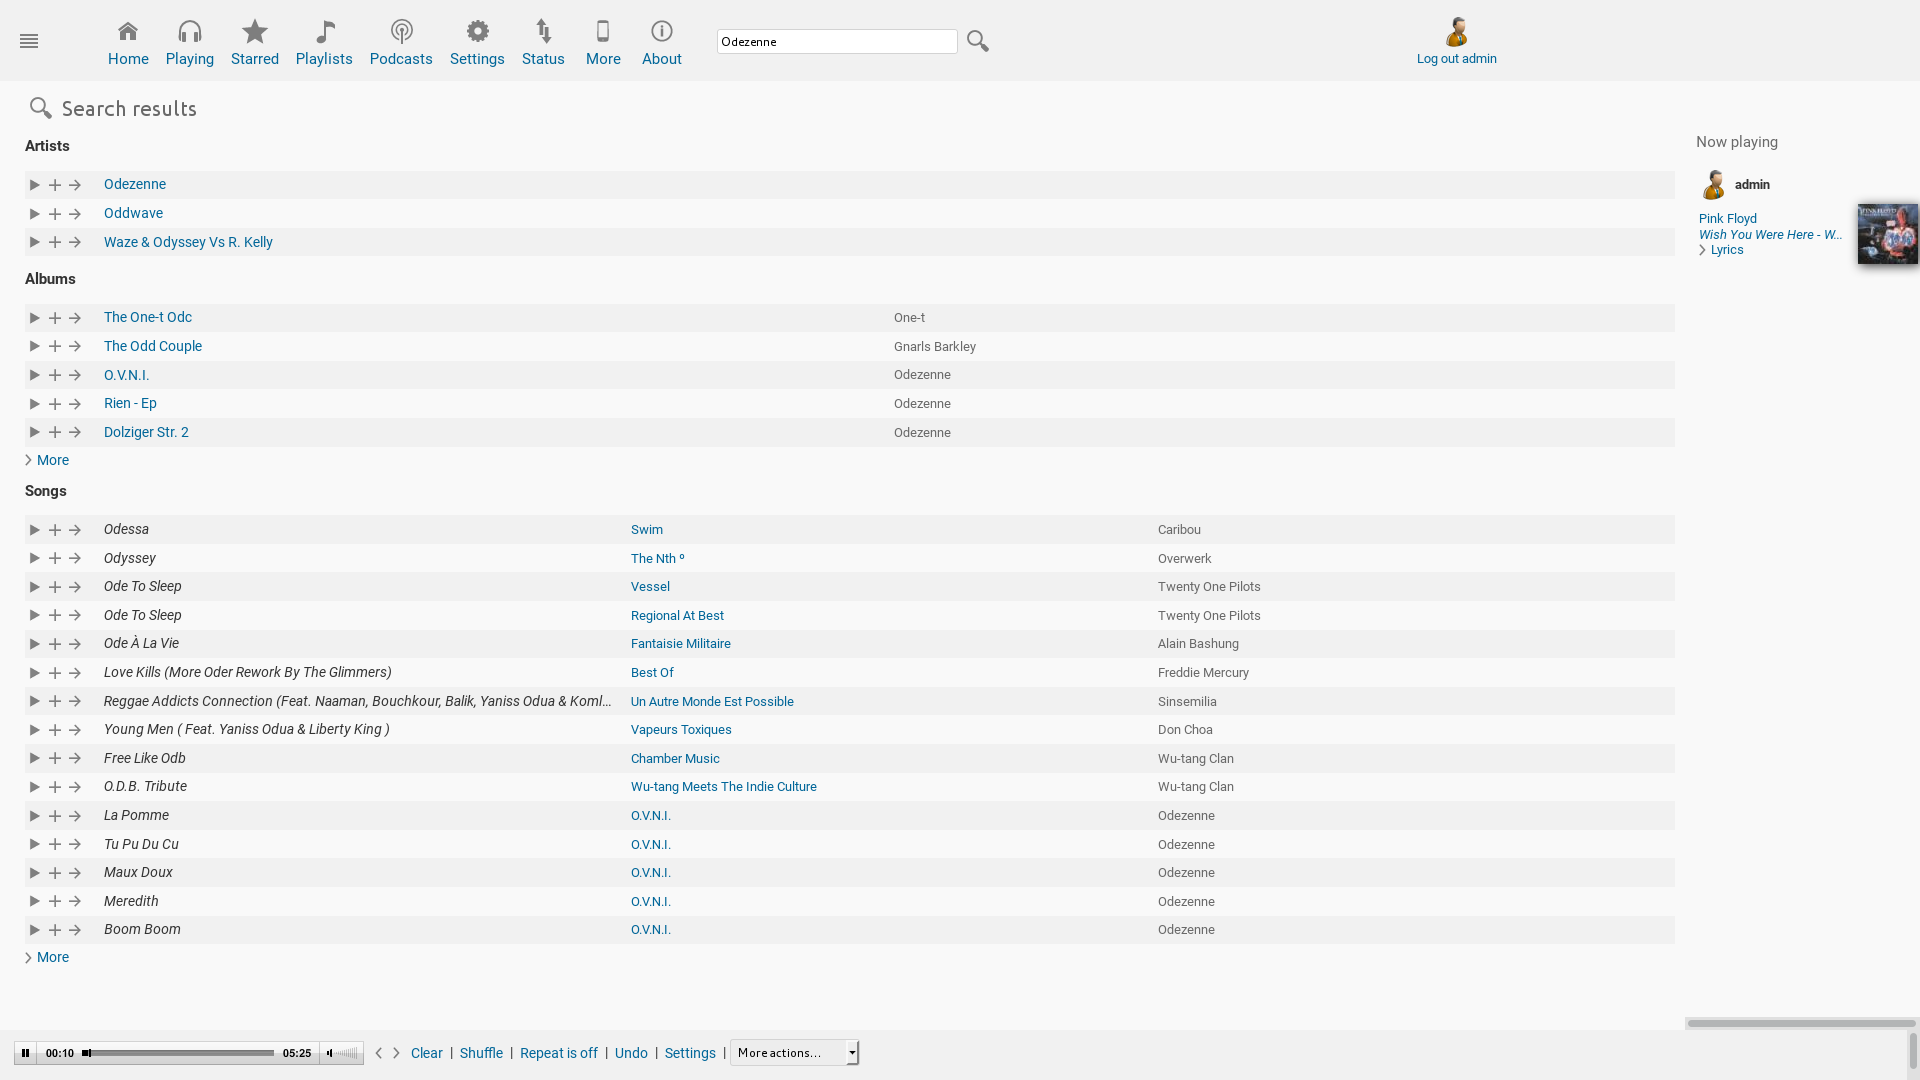 Home Playing Starred Playlists Podcasts Settings Status More About
Odezenne
Log out admin
Search results
Artists
Odezenne
Oddwave
Waze & Odyssey Vs R. Kelly
Albums
The One-t Odc One-t
The Odd Couple Gnarls Barkley
O.V.N.I. Odezenne
Rien - Ep Odezenne
Dolziger Str. 2 Odezenne
More
Songs
Odessa Swim Caribou
Odyssey The Nth º Overwerk
Ode To Sleep Vessel Twenty One Pilots
Ode To Sleep Regional At Best Twenty One Pilots
Ode À La Vie Fantaisie Militaire Alain Bashung
Love Kills (More Oder Rework By The Glimmers) Best Of Freddie Mercury
Reggae Addicts Connection (Feat. Naaman, Bouchkour, Balik, Yaniss Odua & Koml... Un Autre Monde Est Possible Sinsemilia
Young Men ( Feat. Yaniss Odua & Liberty King ) Vapeurs Toxiques Don Choa
Free Like Odb Chamber Music Wu-tang Clan
O.D.B. Tribute Wu-tang Meets The Indie Culture Wu-tang Clan
La Pomme O.V.N.I. Odezenne
Tu Pu Du Cu O.V.N.I. Odezenne
Maux Doux O.V.N.I. Odezenne
Meredith O.V.N.I. Odezenne
Boom Boom O.V.N.I. Odezenne
More
Now playing
admin
Pink Floyd
Wish You Were Here - W...
Lyrics
00:10 05:25 Clear | Shuffle | Repeat is off | Undo | Settings | More actions...